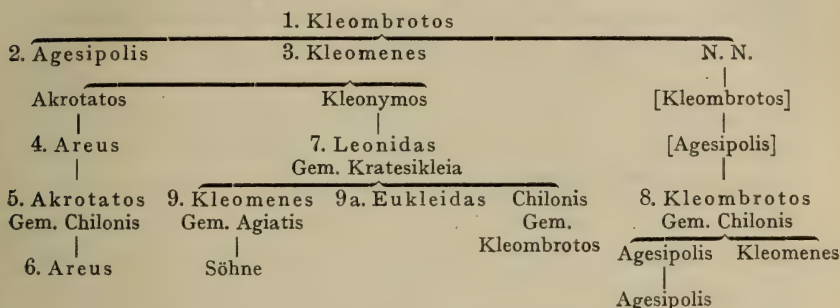 1. Kleombrotos
2. Agesipolis 3. Kleomenes N. N.
Akrotatos Kleonymos [Kleombrotos]
4. Areus 7. Leonidas [Agesipolis]
Gem. Kratesikleia
5. Akrotatos 9. Kleomenes 9a. Eukleidas Chilonis 8. Kleombrotos
Gem. Chilonis Gem. Agiatis Gem. Gem. Chilonis
Kleombrotos
Agesipolis Kleomenes
6. Areus Söhne
Agesipolis